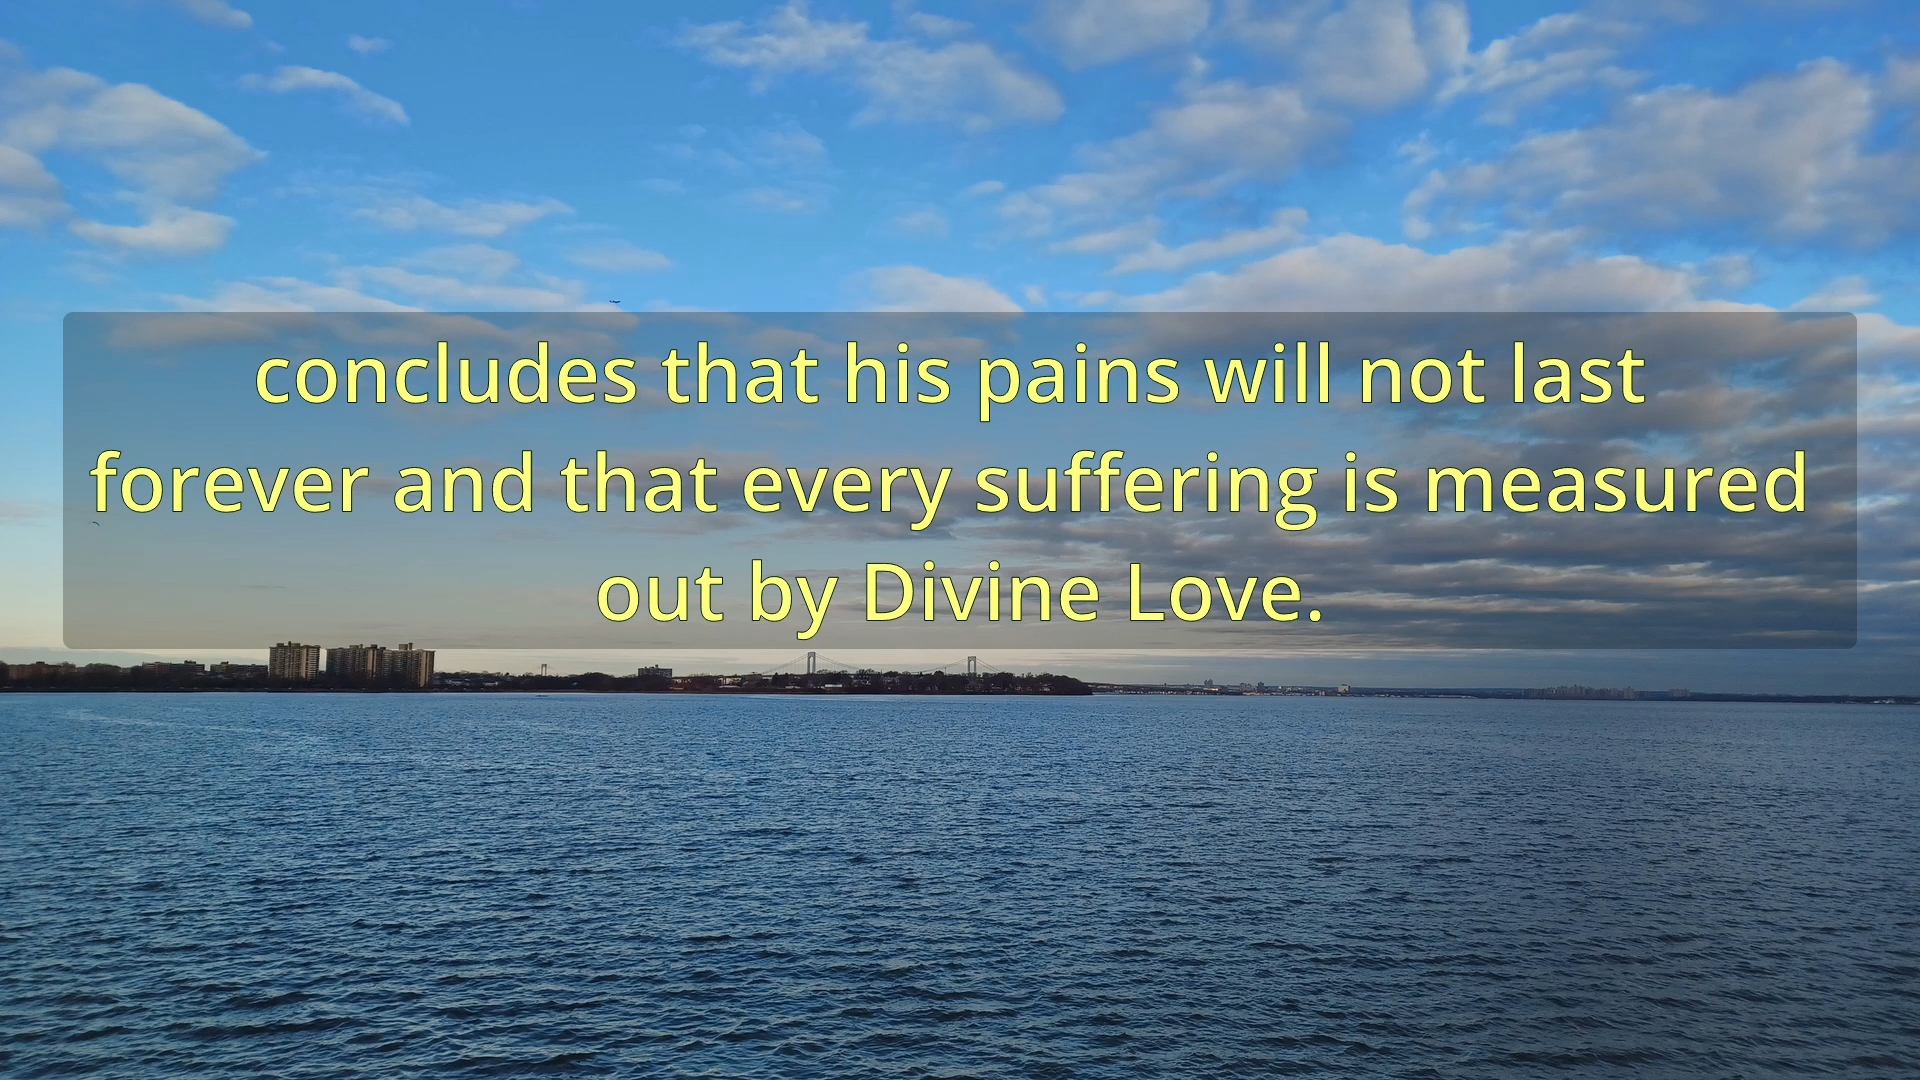 concludes that his pains will not last
forever and that every suffering is measured
out by Divine Love.